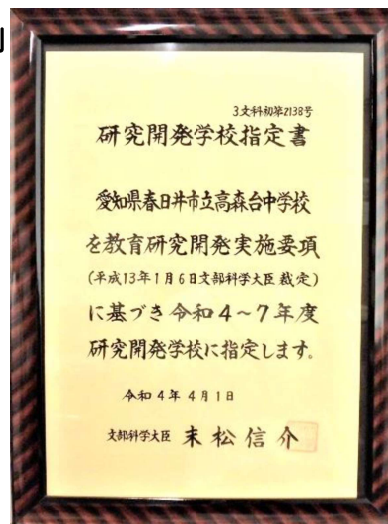 3文科初第2138号
研究開発学校指定書
愛知県春日井市立高森台中学校
を教育研究開発実施要項
(平成13年1月6日文部科学大臣裁定)
に基づき令和4~7年度
研究開発学校に指定します。
令和4年4月1日
文部科学大臣 末松信介